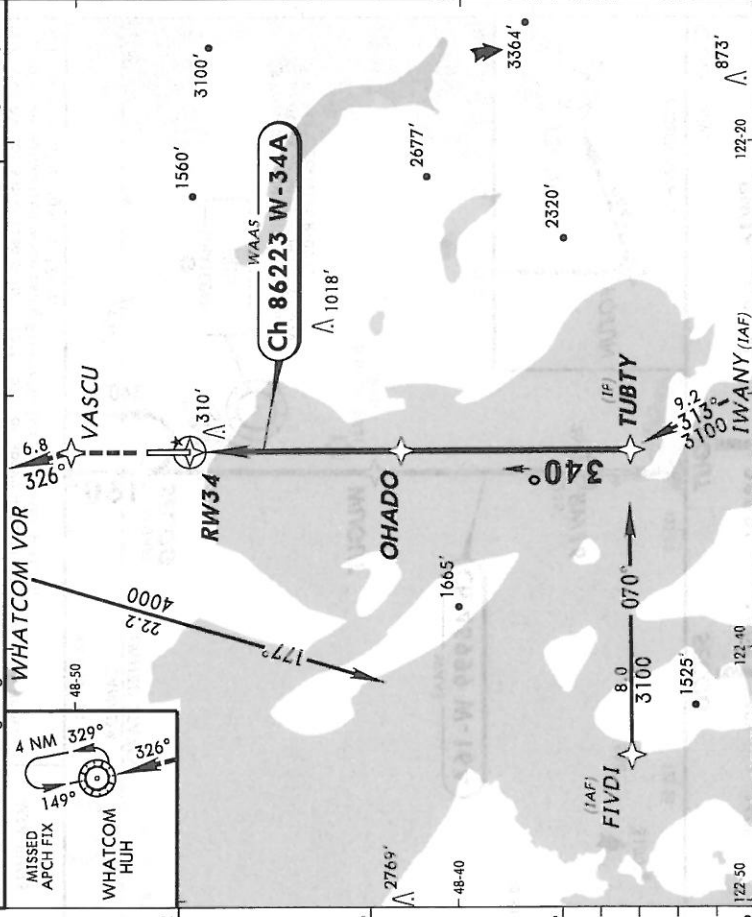 MISSED
APCH FIX
4 NM
329°
149°
326°
WHATCOM
HUH
WHATCOM VOR
48-50
6.8
326°
VASCU
3100'
1560'
WAAS
Ch 86223 W-34A
310'
1018'
RW34
22.2
4000
177°
OHADO
2677'
3364'
1665'
48-40
2769'
340°
2320'
(IAF)
FIVDI
8.0
3100
070°
(IF)
TUBTY
9.2
313°
3100
IWANY (IAF)
1525'
873'
122-50
122-40
122-20